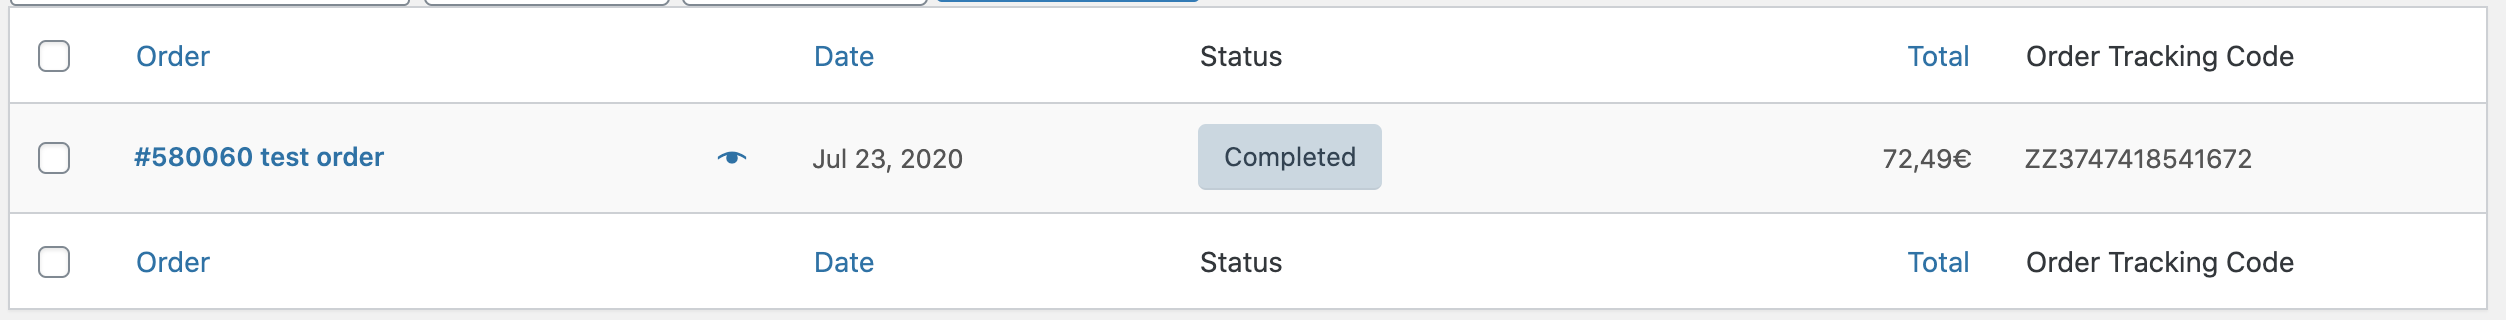 Order Date Status Total Order Tracking Code
#580060 test order Jul 23, 2020 Completed 72,49€ ZZ3747418541672
Order Date Status Total Order Tracking Code